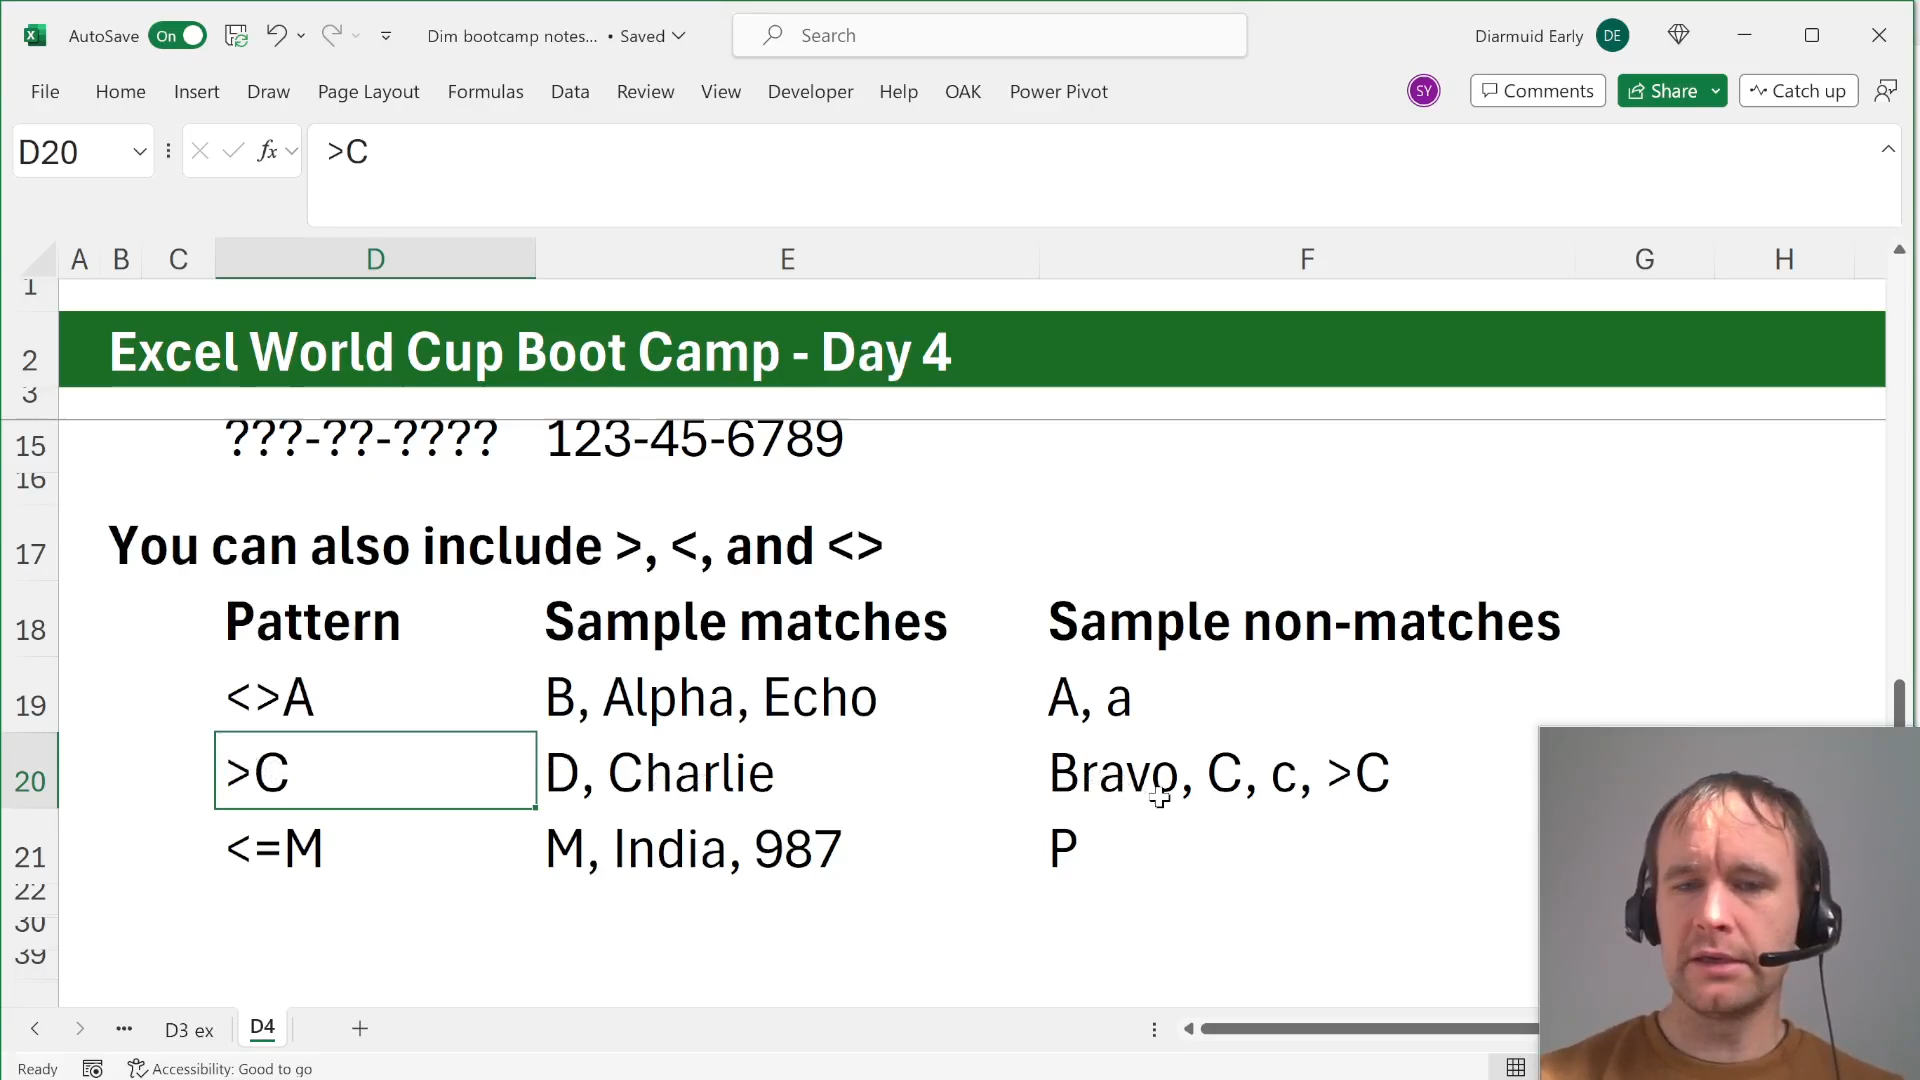 AutoSave On Dim bootcamp notes... • Saved Search Diarmuid Early DE
File Home Insert Draw Page Layout Formulas Data Review View Developer Help OAK Power Pivot SY Comments Share Catch up
D20 fx >C
A B C D E F G H
1
2 Excel World Cup Boot Camp - Day 4
3
15 ???-??-???? 123-45-6789
16
17 You can also include >, <, and <>
18 Pattern Sample matches Sample non-matches
19 <>A B, Alpha, Echo A, a
20 >C D, Charlie Bravo, C, c, >C
21 <=M M, India, 987 P
22
30
39
D3 ex D4
Ready Accessibility: Good to go